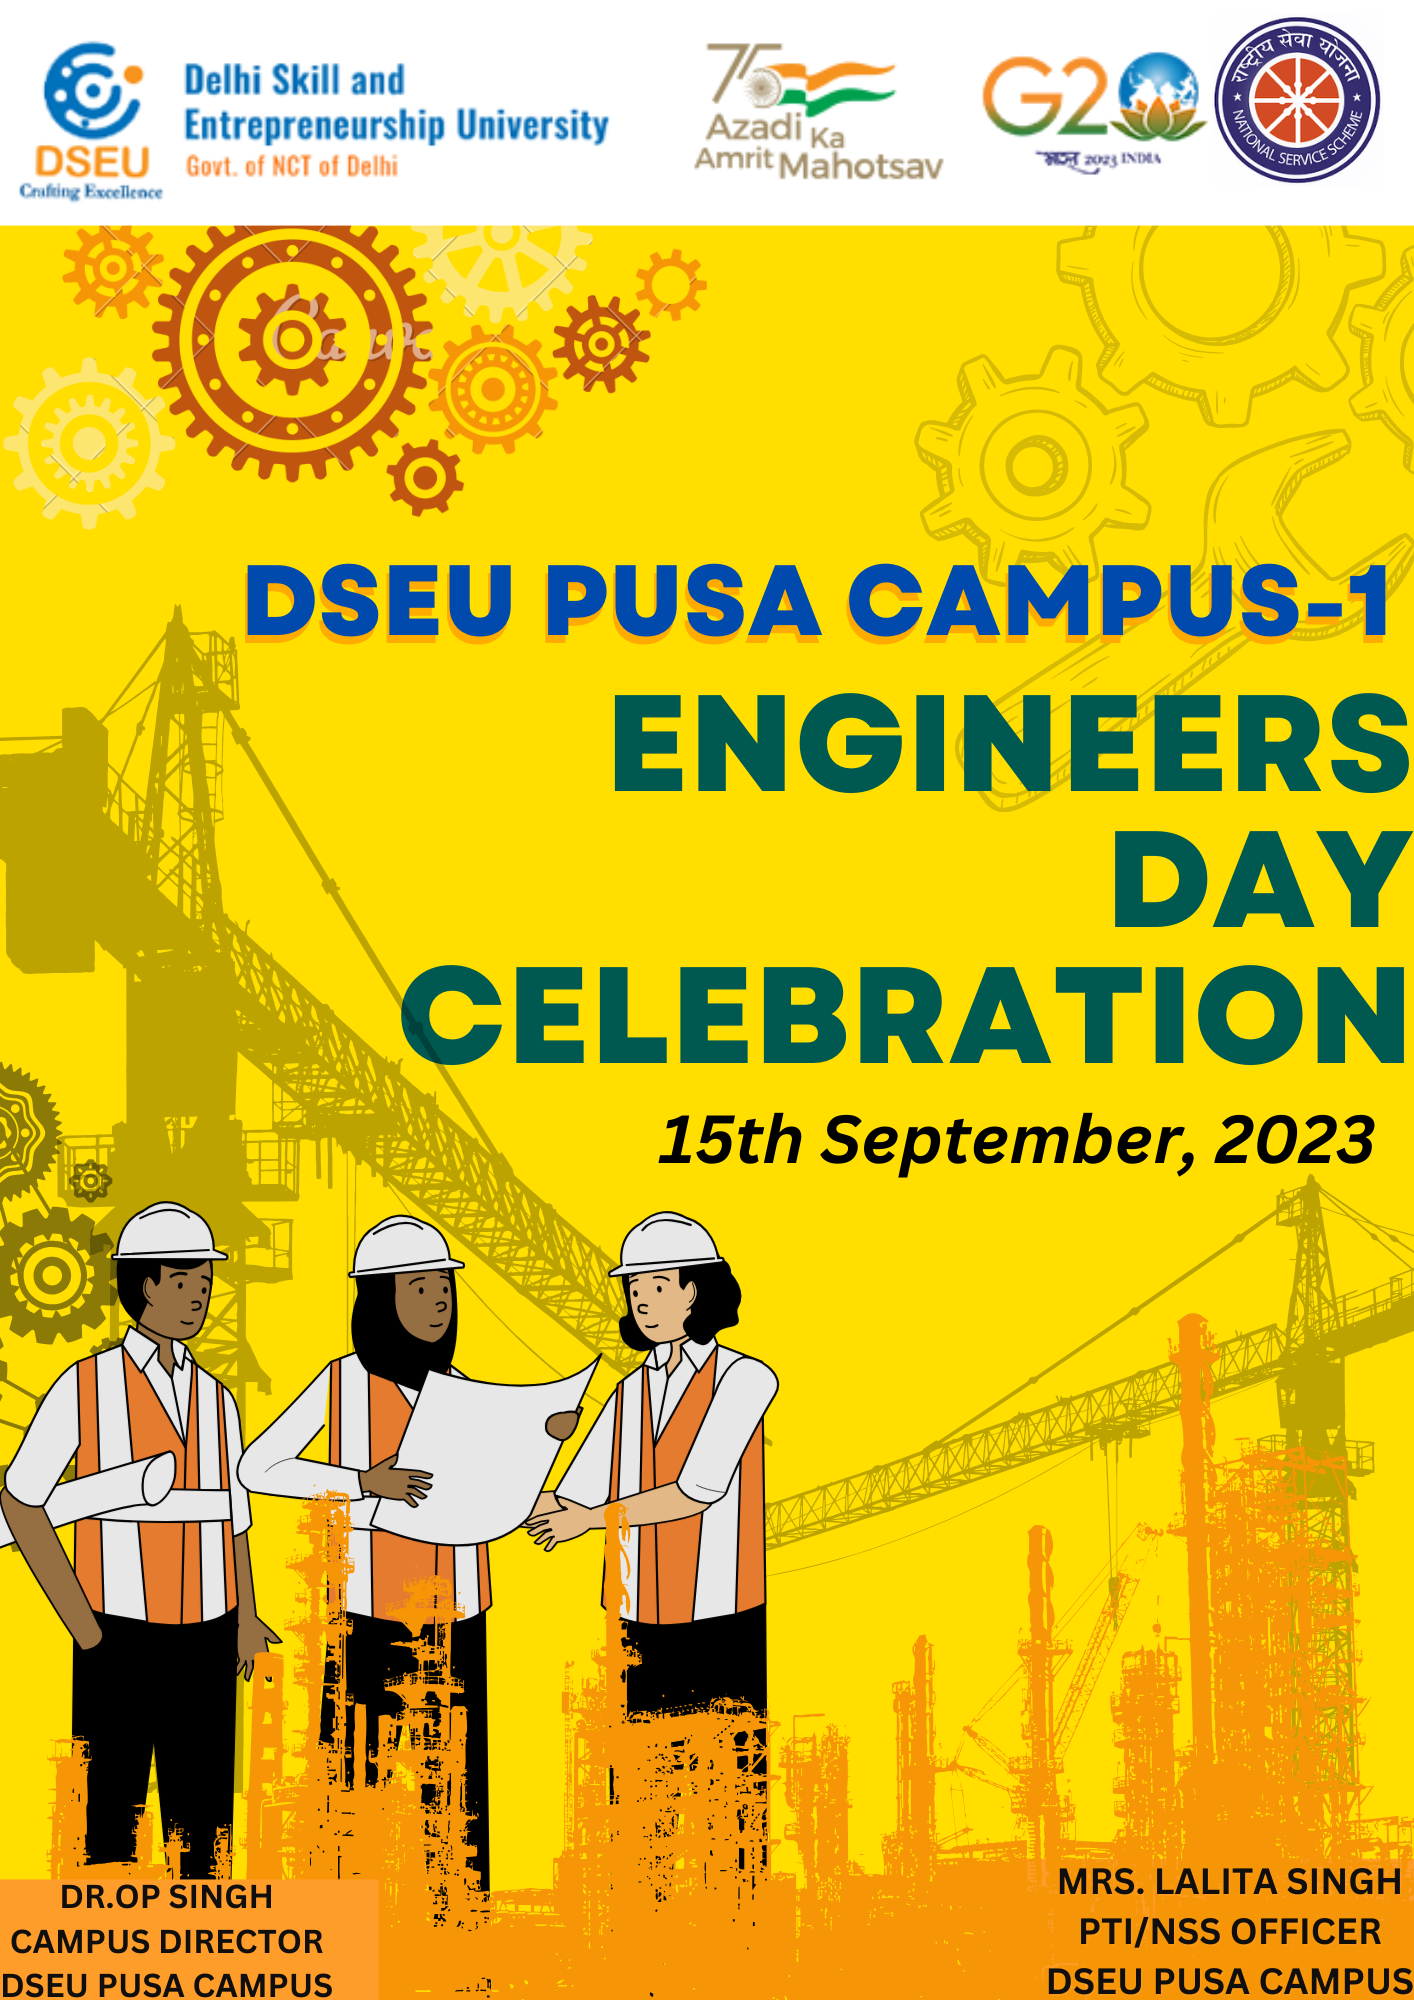 DSEU
Crafting Excellence
Delhi Skill and
Entrepreneurship University
Govt. of NCT of Delhi
75
Azadi Ka
Amrit Mahotsav
G20
भारत 2023 INDIA
राष्ट्रीय सेवा योजना
NATIONAL SERVICE SCHEME
DSEU PUSA CAMPUS-1
ENGINEERS
DAY
CELEBRATION
15th September, 2023
DR.OP SINGH
CAMPUS DIRECTOR
DSEU PUSA CAMPUS
MRS. LALITA SINGH
PTI/NSS OFFICER
DSEU PUSA CAMPUS